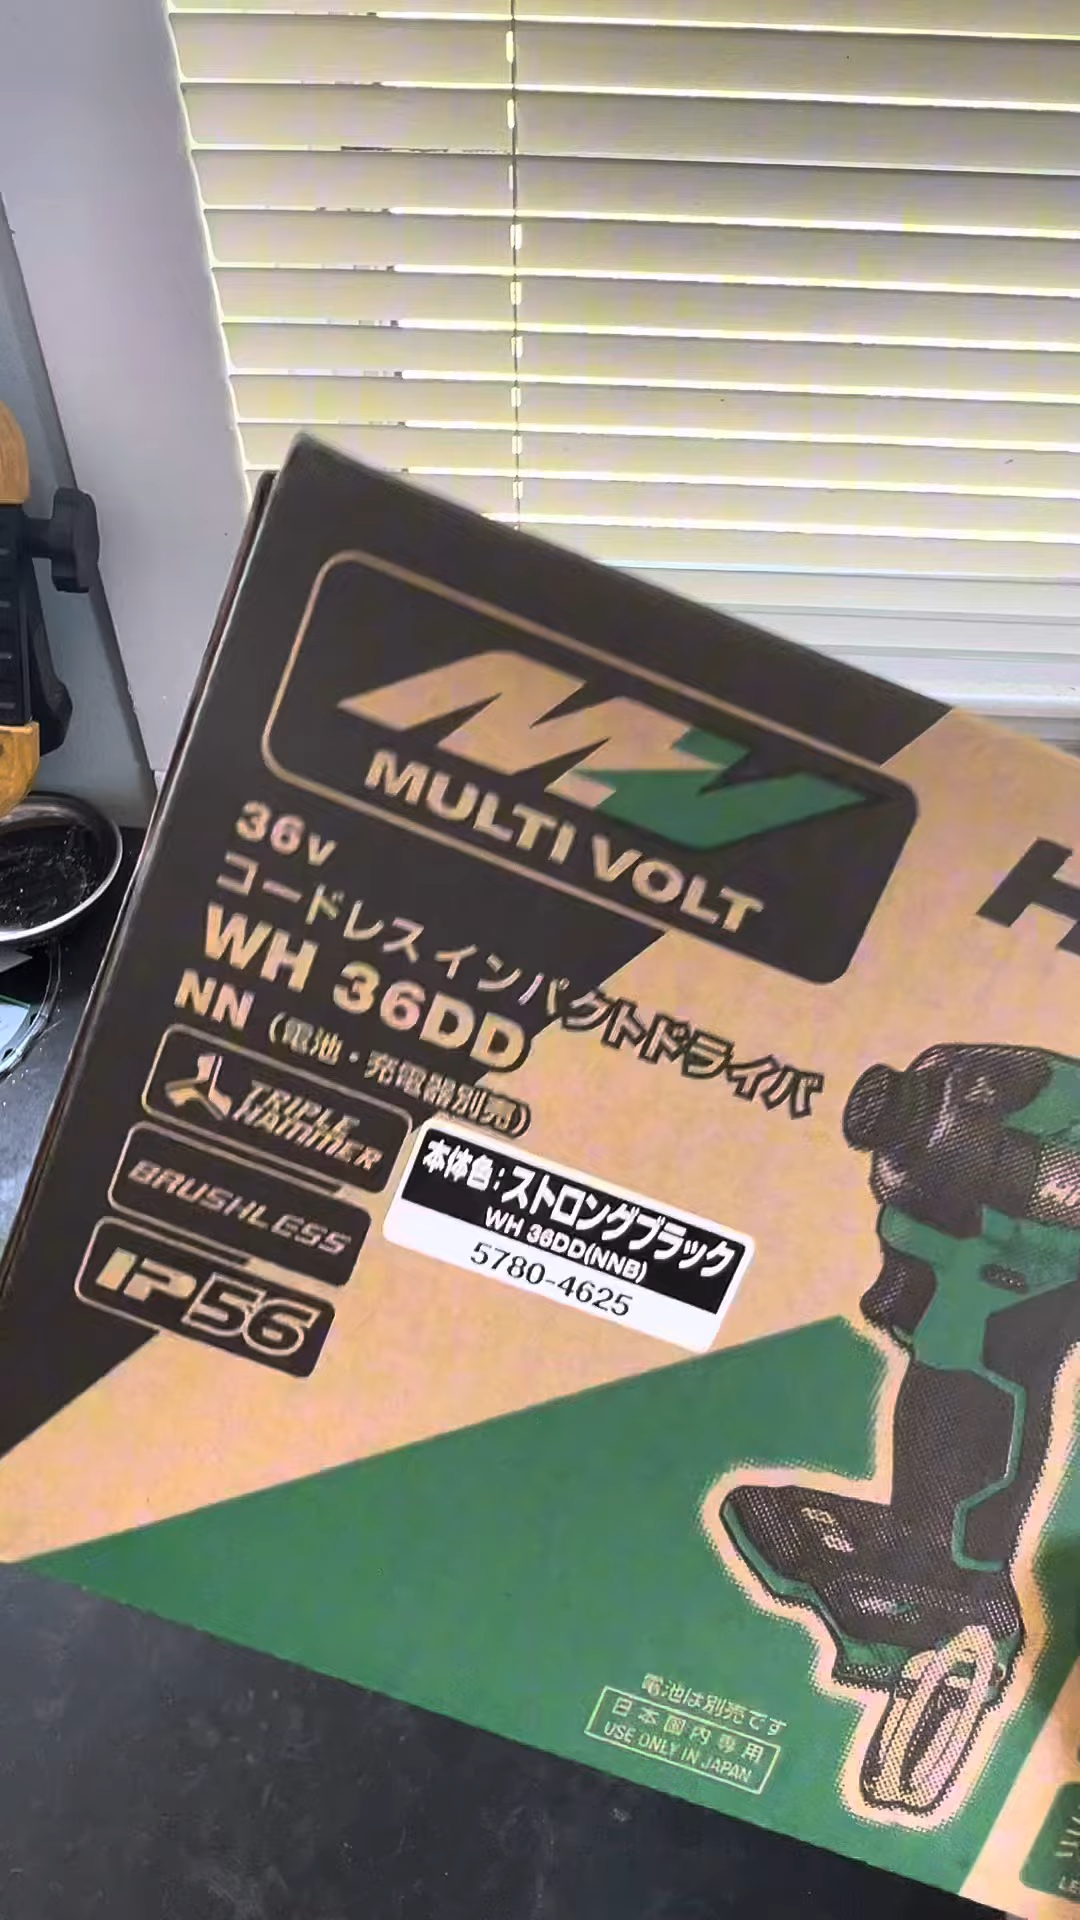 MULTI VOLT
36v
コードレスインパクトドライバ
WH 36DD
NN（電池・充電器別売）
TRIPLE
HAMMER
BRUSHLESS
IP56
本体色：ストロングブラック
WH 36DD(NNB)
5780-4625
電池は別売です
日本国内専用
USE ONLY IN JAPAN